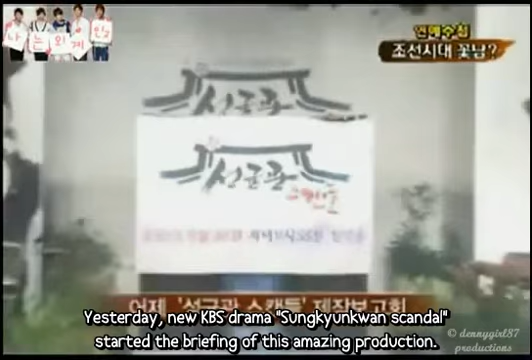 나는외계인
연예수첩
조선시대 꽃남?
성균관
성균관
스캔들
어제, '성균관 스캔들' 제작보고회
Yesterday, new KBS drama "Sungkyunkwan scandal"
started the briefing of this amazing production.
© dennygirl87
productions